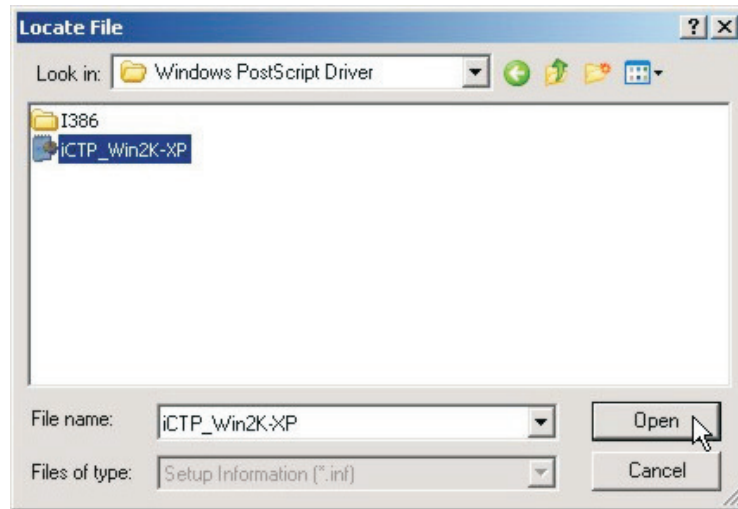 Locate File
Look in: Windows PostScript Driver
I386
iCTP_Win2K-XP
File name: iCTP_Win2K-XP Open
Files of type: Setup Information (*.inf) Cancel